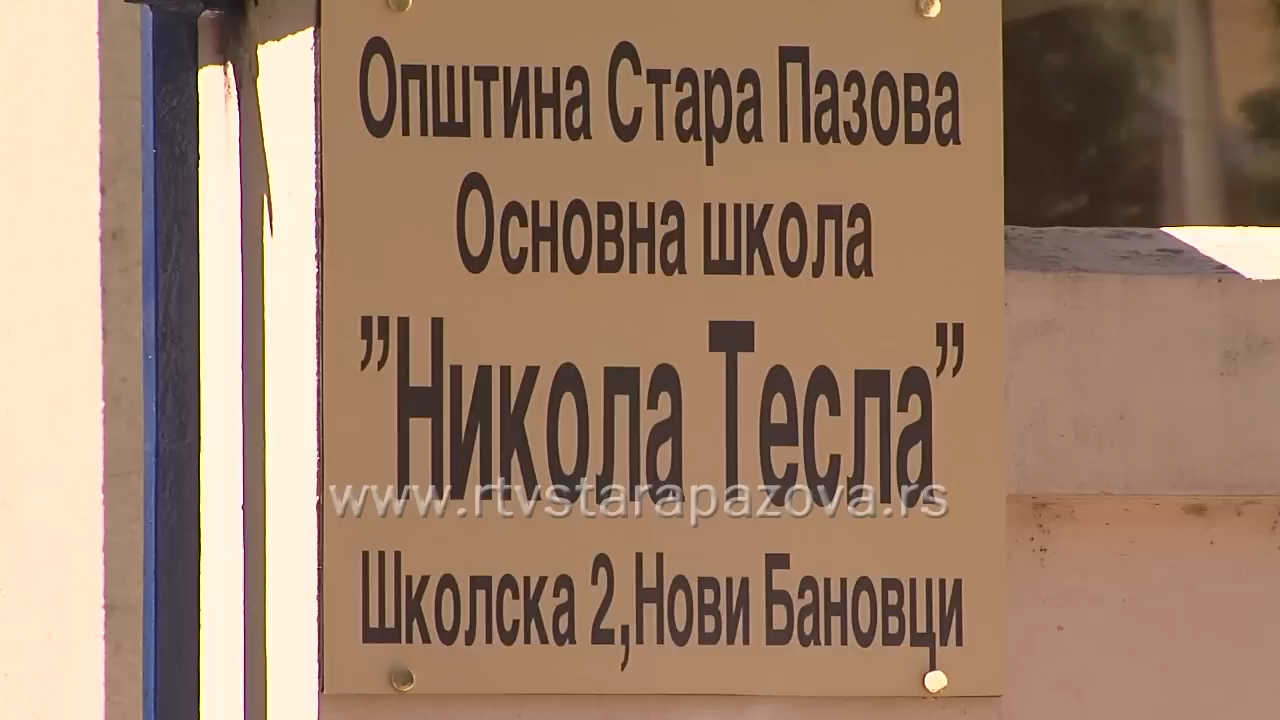 Општина Стара Пазова
Основна школа
”Никола Тесла”
www.rtvstarapazova.rs
Школска 2,Нови Бановци